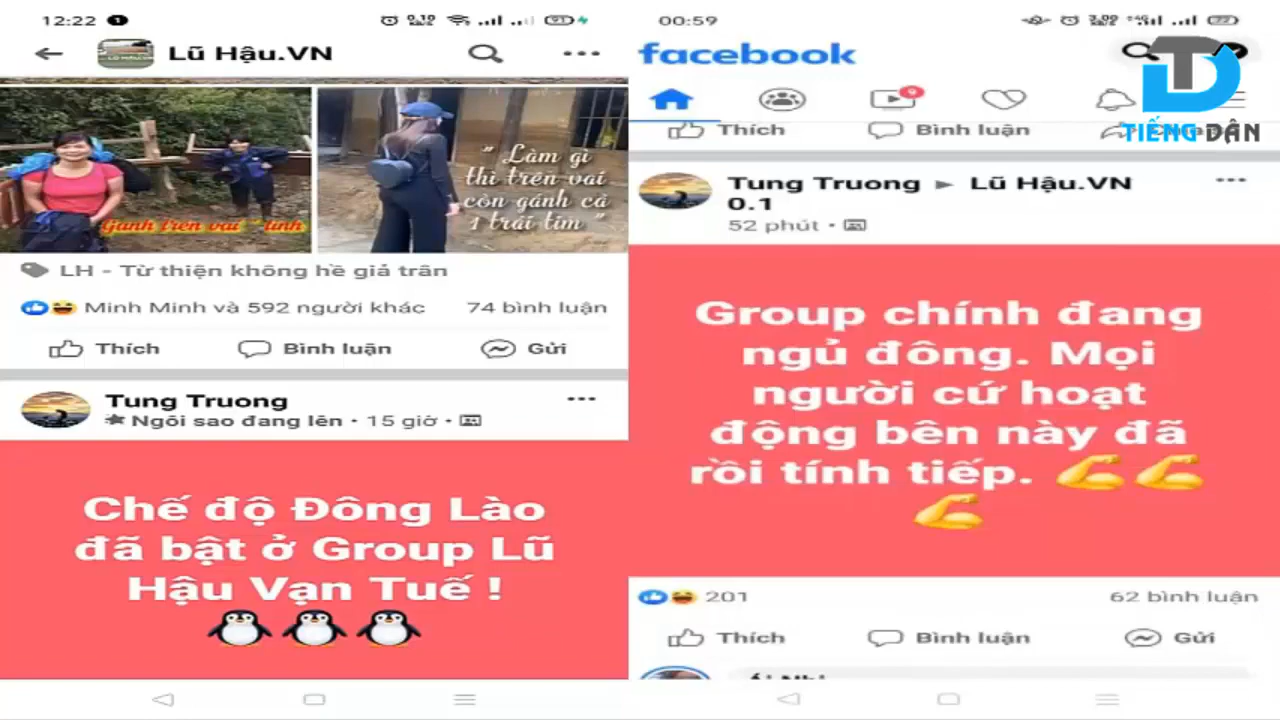 12:22
Lũ Hậu.VN
Gánh trên vai " tình
" Làm gì
thì trên vai
còn gánh cả
1 trái tim "
LH - Từ thiện không hề giả trân
Minh Minh và 592 người khác
74 bình luận
Thích
Bình luận
Gửi
Tung Truong
Ngôi sao đang lên · 15 giờ ·
Chế độ Đông Lào
đã bật ở Group Lũ
Hậu Vạn Tuế !
🐧🐧🐧
00:59
facebook
TIẾNG DÂN
Thích
Bình luận
Tung Truong ► Lũ Hậu.VN
0.1
52 phút ·
Group chính đang
ngủ đông. Mọi
người cứ hoạt
động bên này đã
rồi tính tiếp. 💪💪
💪
201
62 bình luận
Thích
Bình luận
Gửi